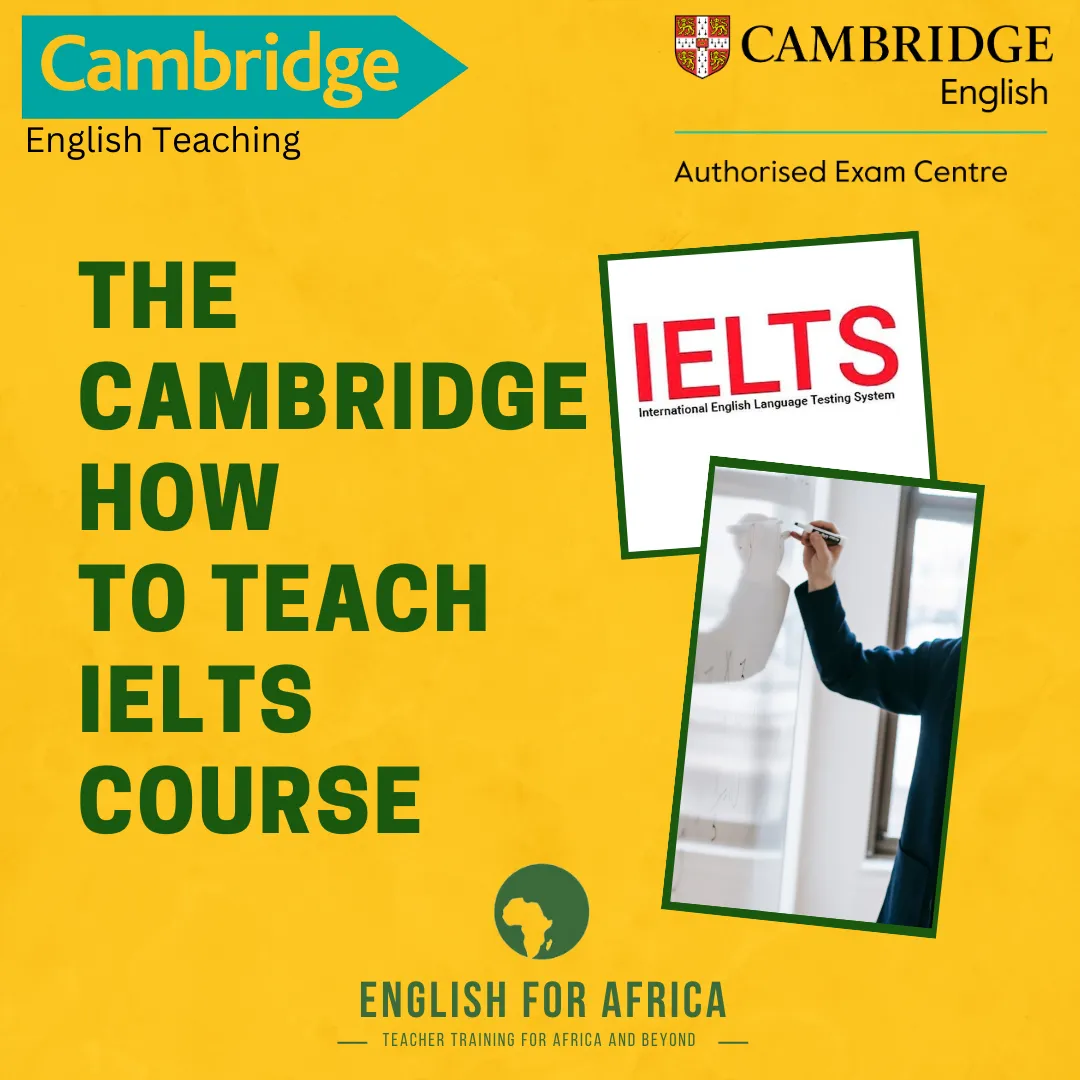 Cambridge
English Teaching
CAMBRIDGE
English
Authorised Exam Centre
THE
CAMBRIDGE
HOW
TO TEACH
IELTS
COURSE
IELTS
International English Language Testing System
ENGLISH FOR AFRICA
TEACHER TRAINING FOR AFRICA AND BEYOND